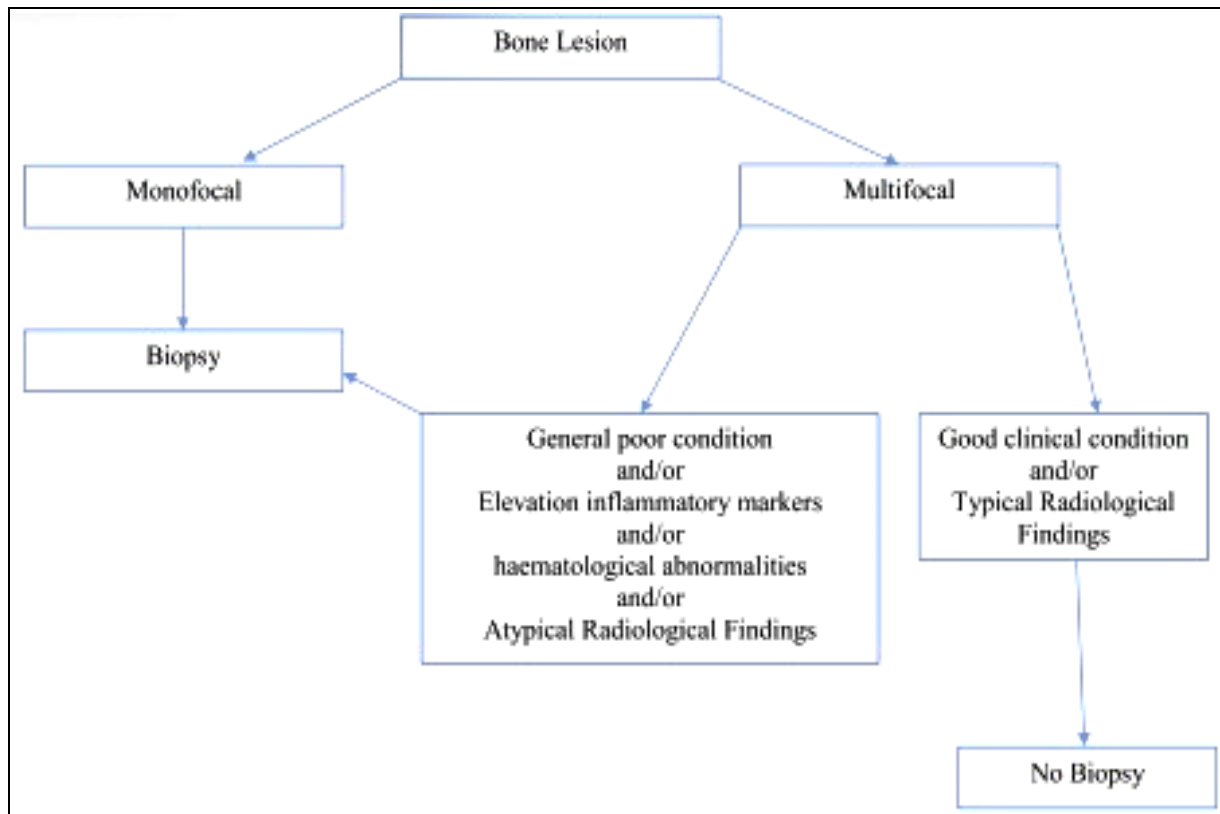 Bone Lesion
Monofocal
Multifocal
Biopsy
General poor condition
and/or
Elevation inflammatory markers
and/or
haematological abnormalities
and/or
Atypical Radiological Findings
Good clinical condition
and/or
Typical Radiological
Findings
No Biopsy